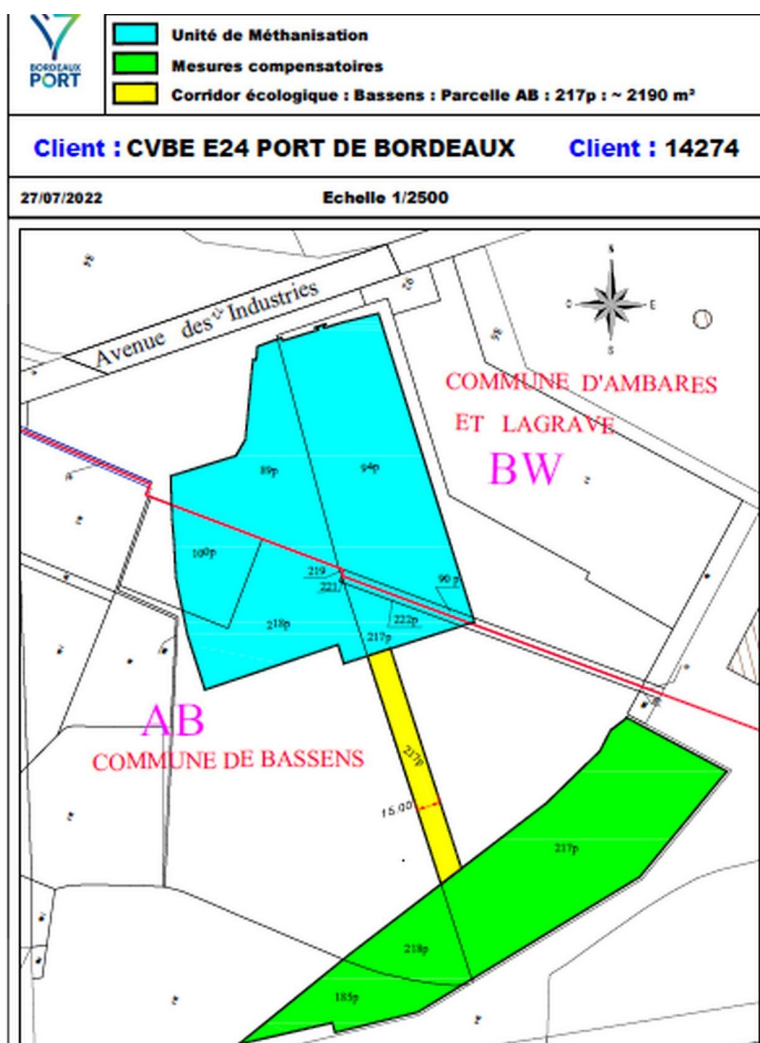 BORDEAUX
PORT
Unité de Méthanisation
Mesures compensatoires
Corridor écologique : Bassens : Parcelle AB : 217p : ~ 2190 m²
Client : CVBE E24 PORT DE BORDEAUX Client : 14274
27/07/2022 Echelle 1/2500
Avenue des Industries
N
O E
S
COMMUNE D'AMBARES
ET LAGRAVE
BW
89p
94p
100p
219
221
90 p
222p
218p
217p
AB
COMMUNE DE BASSENS
217p
15.00
217p
218p
185p